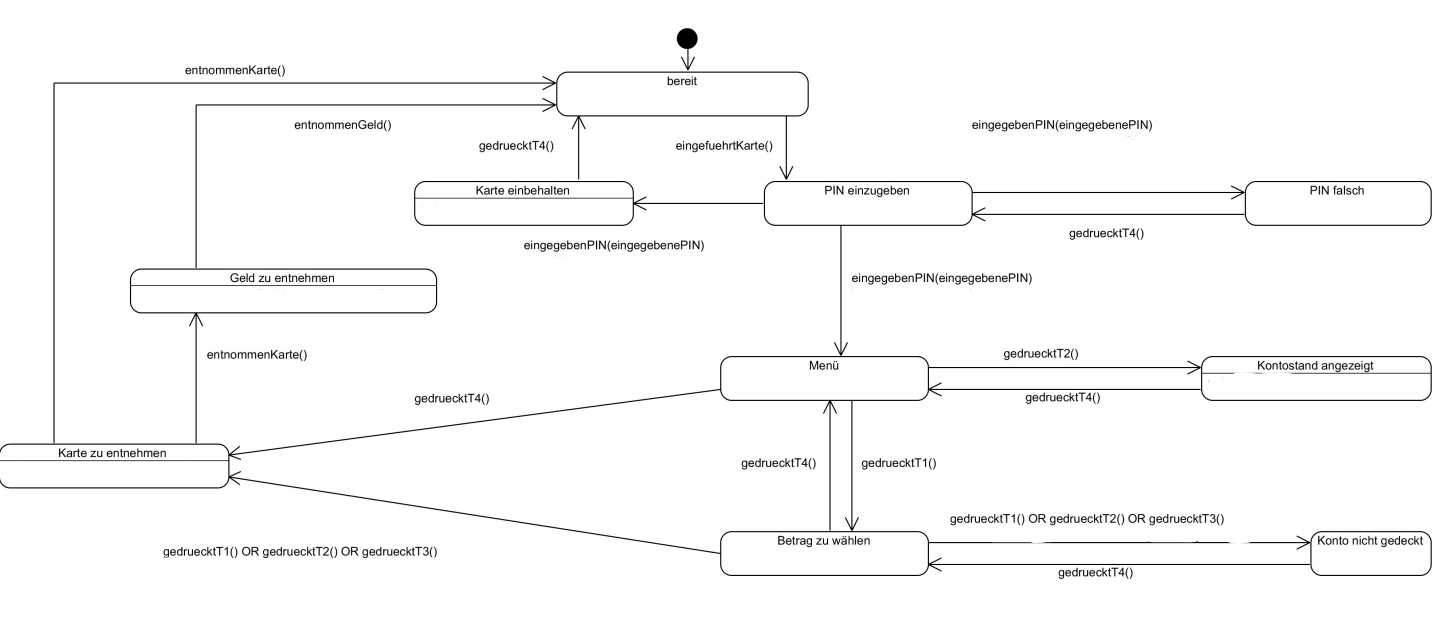 entnommenKarte()
bereit
entnommenGeld()
eingegebenPIN(eingegebenePIN)
gedruecktT4()
eingefuehrtKarte()
Karte einbehalten
PIN einzugeben
PIN falsch
gedruecktT4()
eingegebenPIN(eingegebenePIN)
Geld zu entnehmen
eingegebenPIN(eingegebenePIN)
entnommenKarte()
gedruecktT2()
Menü
Kontostand angezeigt
gedruecktT4()
gedruecktT4()
Karte zu entnehmen
gedruecktT4()
gedruecktT1()
gedruecktT1() OR gedruecktT2() OR gedruecktT3()
Betrag zu wählen
Konto nicht gedeckt
gedruecktT1() OR gedruecktT2() OR gedruecktT3()
gedruecktT4()